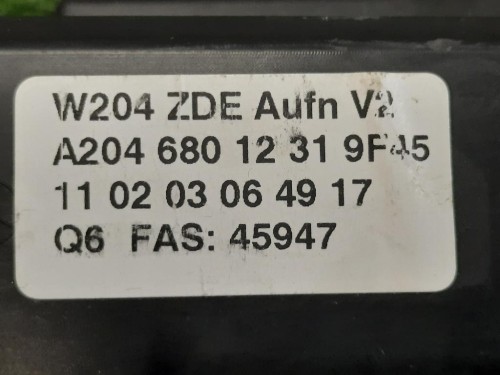 W204 ZDE Aufn V2
A204 680 12 31 9F45
11 02 03 06 49 17
Q6 FAS: 45947